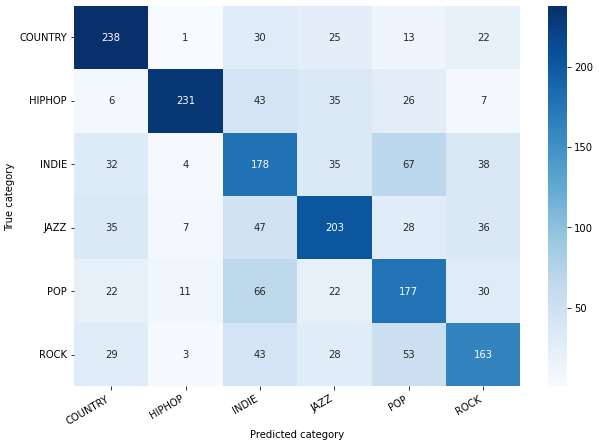 COUNTRY 238 1 30 25 13 22
HIPHOP 6 231 43 35 26 7
INDIE 32 4 178 35 67 38
JAZZ 35 7 47 203 28 36
POP 22 11 66 22 177 30
ROCK 29 3 43 28 53 163
COUNTRY HIPHOP INDIE JAZZ POP ROCK
Predicted category
True category
200
150
100
50